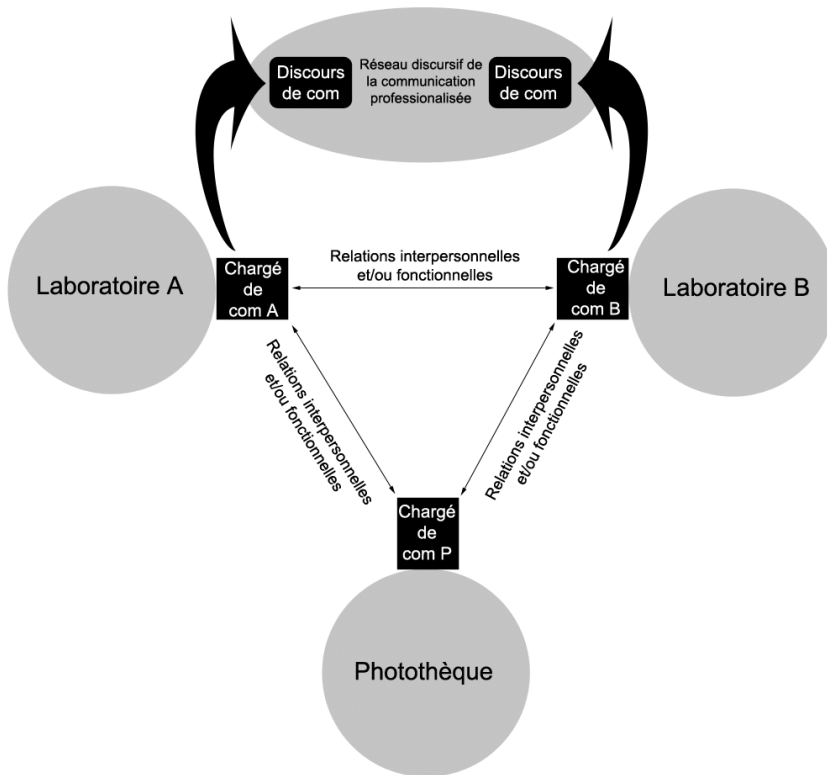 Discours
de com
Réseau discursif de
la communication
professionalisée
Discours
de com
Laboratoire A
Chargé
de
com A
Relations interpersonnelles
et/ou fonctionnelles
Chargé
de
com B
Laboratoire B
Relations interpersonnelles
et/ou fonctionnelles
Relations interpersonnelles
et/ou fonctionnelles
Chargé
de
com P
Photothèque